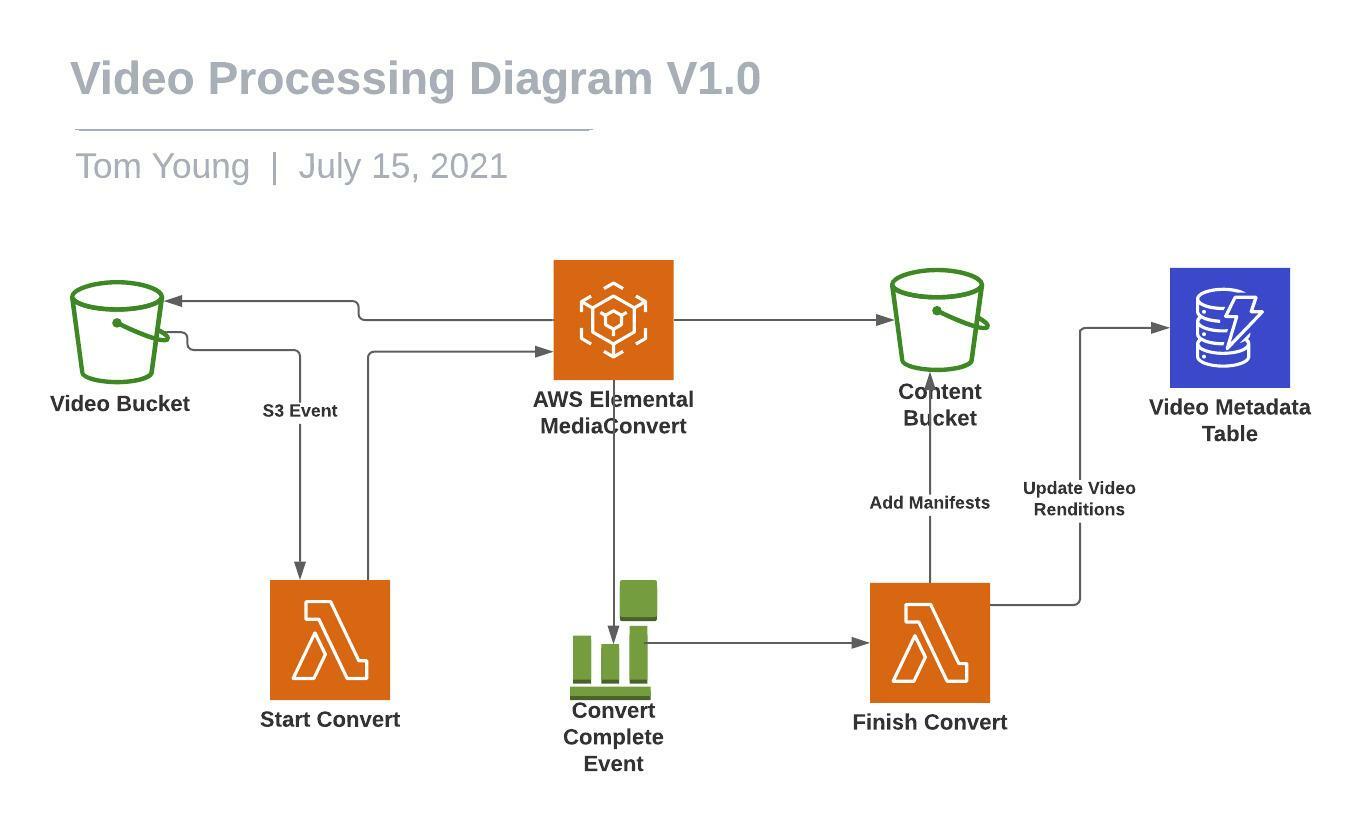 Video Processing Diagram V1.0
Tom Young | July 15, 2021
Video Bucket
S3 Event
AWS Elemental
MediaConvert
Content
Bucket
Video Metadata
Table
Add Manifests
Update Video
Renditions
Start Convert
Convert
Complete
Event
Finish Convert